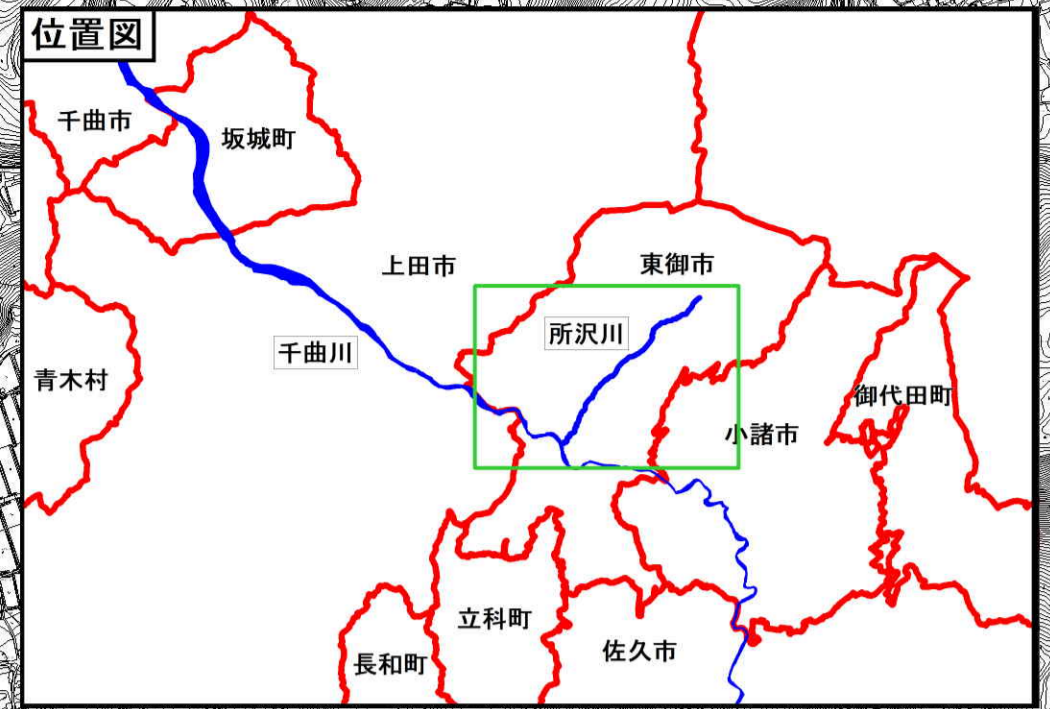 位置図
千曲市
坂城町
上田市
東御市
所沢川
千曲川
青木村
御代田町
小諸市
立科町
佐久市
長和町